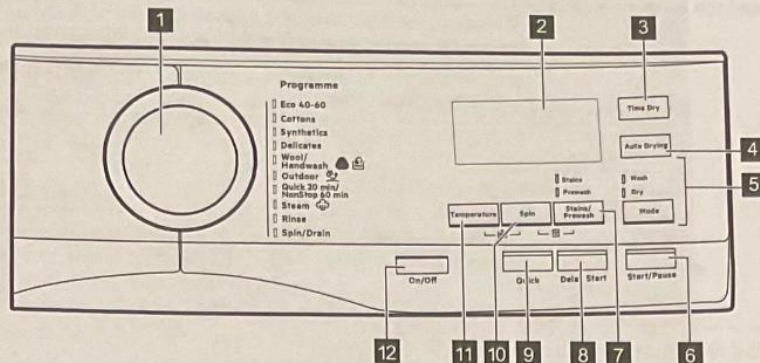 1
2
3
Programme
Eco 40-60
Cottons
Synthetics
Delicates
Wool/
Handwash
Outdoor
Quick 20 min/
NonStop 60 min
Steam
Rinse
Spin/Drain
Time Dry
Auto Drying
4
5
Stains
Prewash
Wash
Dry
Temperature
Spin
Stains/
Prewash
Mode
On/Off
Quick
Start/Pause
12
11
10
9
8
7
6